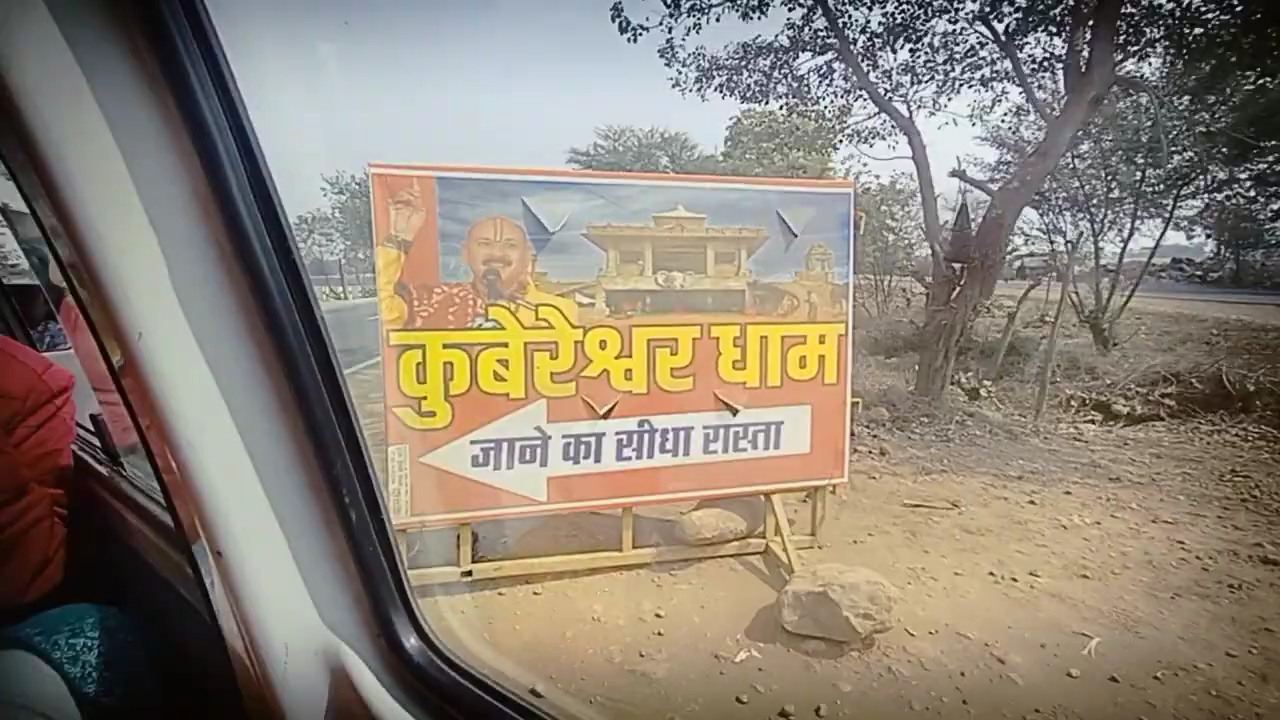 कुबेरेश्वर धाम
जाने का सीधा रास्ता